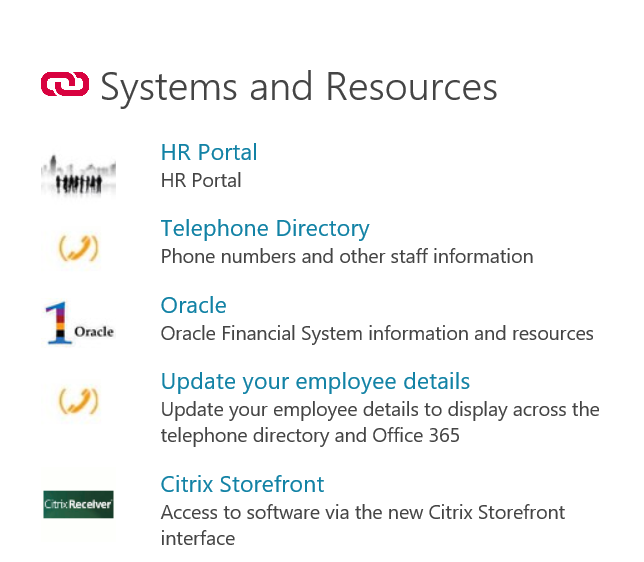 Systems and Resources
HR Portal
HR Portal
Telephone Directory
Phone numbers and other staff information
1 Oracle
Oracle
Oracle Financial System information and resources
Update your employee details
Update your employee details to display across the
telephone directory and Office 365
Citrix Receiver
Citrix Storefront
Access to software via the new Citrix Storefront
interface